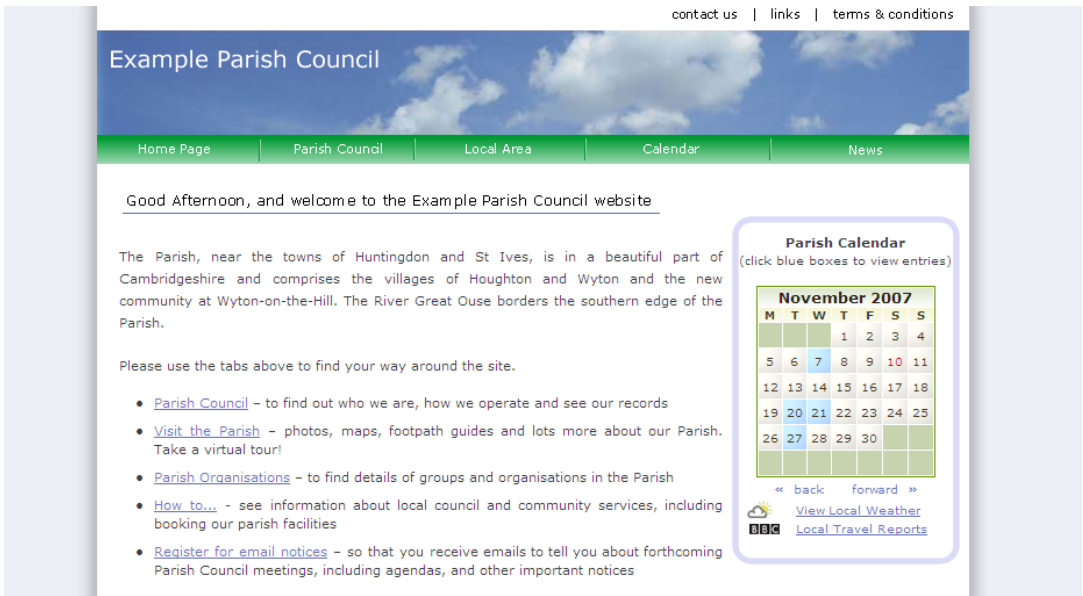 contact us | links | terms & conditions
Example Parish Council
Home Page Parish Council Local Area Calendar News
Good Afternoon, and welcome to the Example Parish Council website
The Parish, near the towns of Huntingdon and St Ives, is in a beautiful part of
Cambridgeshire and comprises the villages of Houghton and Wyton and the new
community at Wyton-on-the-Hill. The River Great Ouse borders the southern edge of the
Parish.
Please use the tabs above to find your way around the site.
• Parish Council – to find out who we are, how we operate and see our records
• Visit the Parish – photos, maps, footpath guides and lots more about our Parish.
Take a virtual tour!
• Parish Organisations – to find details of groups and organisations in the Parish
• How to... - see information about local council and community services, including
booking our parish facilities
• Register for email notices – so that you receive emails to tell you about forthcoming
Parish Council meetings, including agendas, and other important notices
Parish Calendar
(click blue boxes to view entries)
November 2007
M T W T F S S
1 2 3 4
5 6 7 8 9 10 11
12 13 14 15 16 17 18
19 20 21 22 23 24 25
26 27 28 29 30
« back forward »
View Local Weather
BBC Local Travel Reports